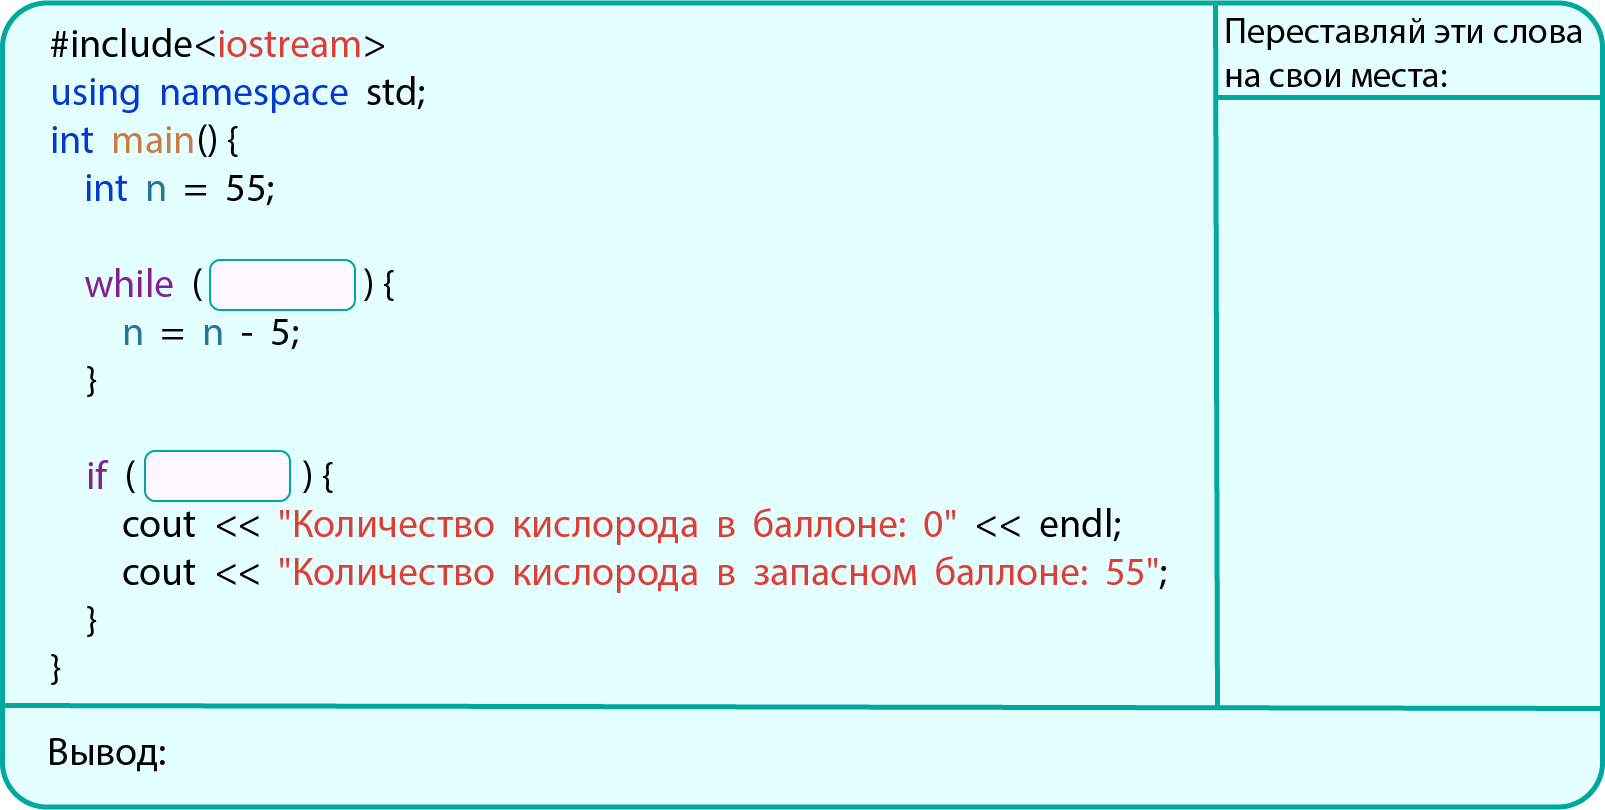 #include<iostream>
using namespace std;
int main() {
int n = 55;
while ( ) {
n = n - 5;
}
if ( ) {
cout << "Количество кислорода в баллоне: 0" << endl;
cout << "Количество кислорода в запасном баллоне: 55";
}
}
Переставляй эти слова
на свои места:
Вывод: